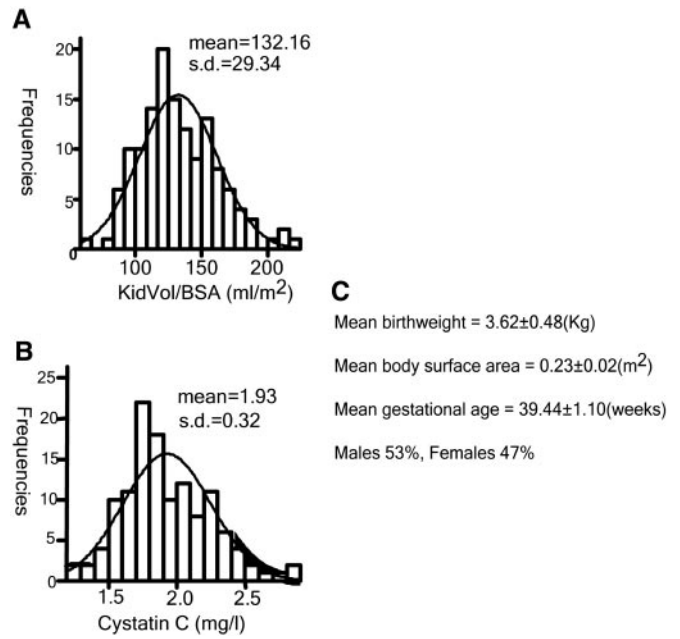 A
mean=132.16
s.d.=29.34
Frequencies
20
15
10
5
0
100 150 200
KidVol/BSA (ml/m2)
B
mean=1.93
s.d.=0.32
Frequencies
25
20
15
10
5
0
1.5 2.0 2.5
Cystatin C (mg/l)
C
Mean birthweight = 3.62±0.48(Kg)
Mean body surface area = 0.23±0.02(m2)
Mean gestational age = 39.44±1.10(weeks)
Males 53%, Females 47%